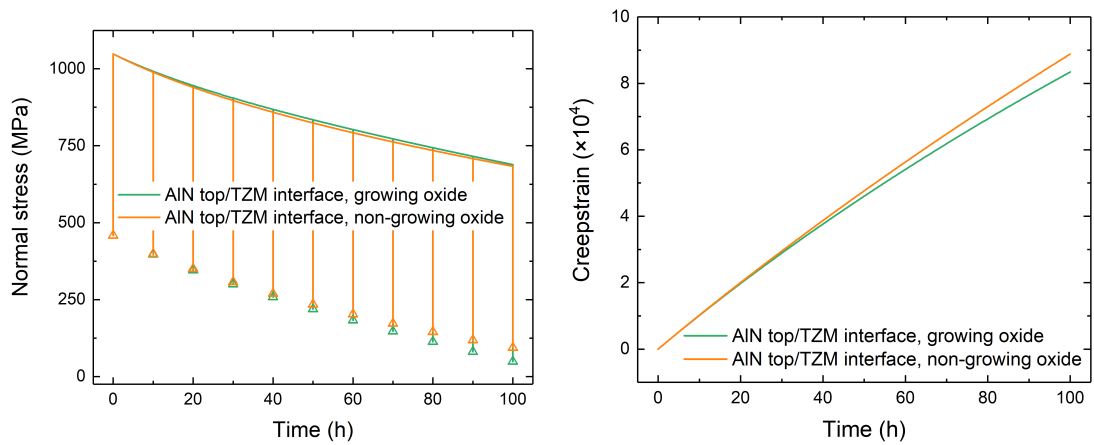 Normal stress (MPa)
1000
750
500
250
0
AlN top/TZM interface, growing oxide
AlN top/TZM interface, non-growing oxide
0 20 40 60 80 100
Time (h)
Creepstrain (×10⁴)
10
8
6
4
2
0
AlN top/TZM interface, growing oxide
AlN top/TZM interface, non-growing oxide
0 20 40 60 80 100
Time (h)